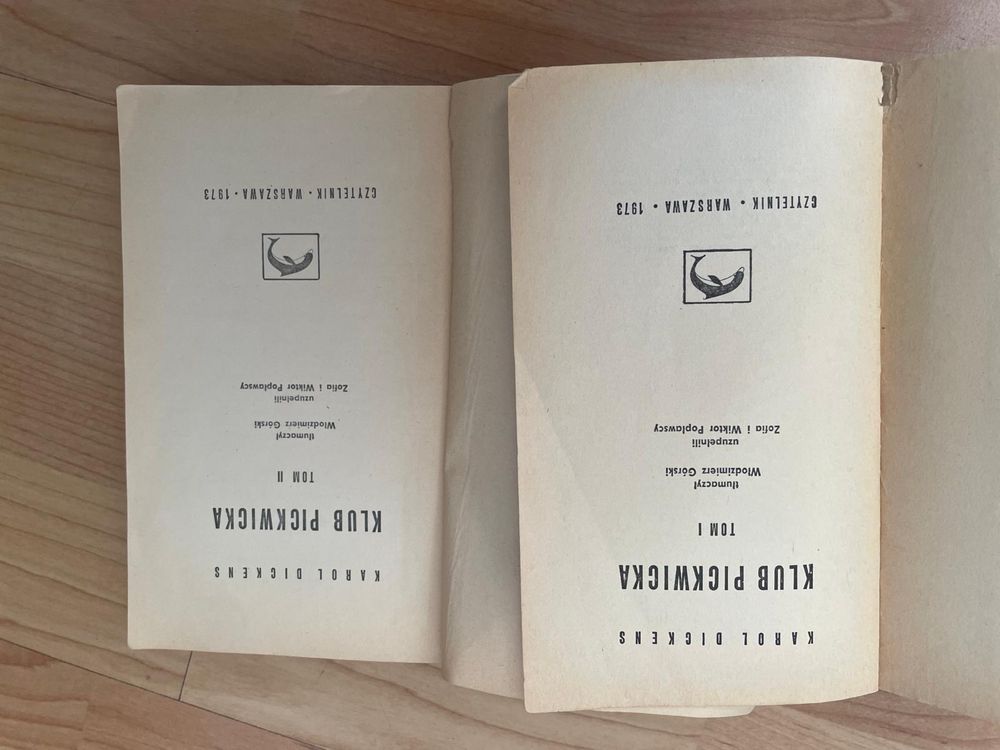 KAROL DICKENS
KLUB PICKWICKA
TOM II
tłumaczył
Włodzimierz Górski
uzupełnili
Zofia i Wiktor Popławscy
CZYTELNIK • WARSZAWA • 1973
KAROL DICKENS
KLUB PICKWICKA
TOM I
tłumaczył
Włodzimierz Górski
uzupełnili
Zofia i Wiktor Popławscy
CZYTELNIK • WARSZAWA • 1973